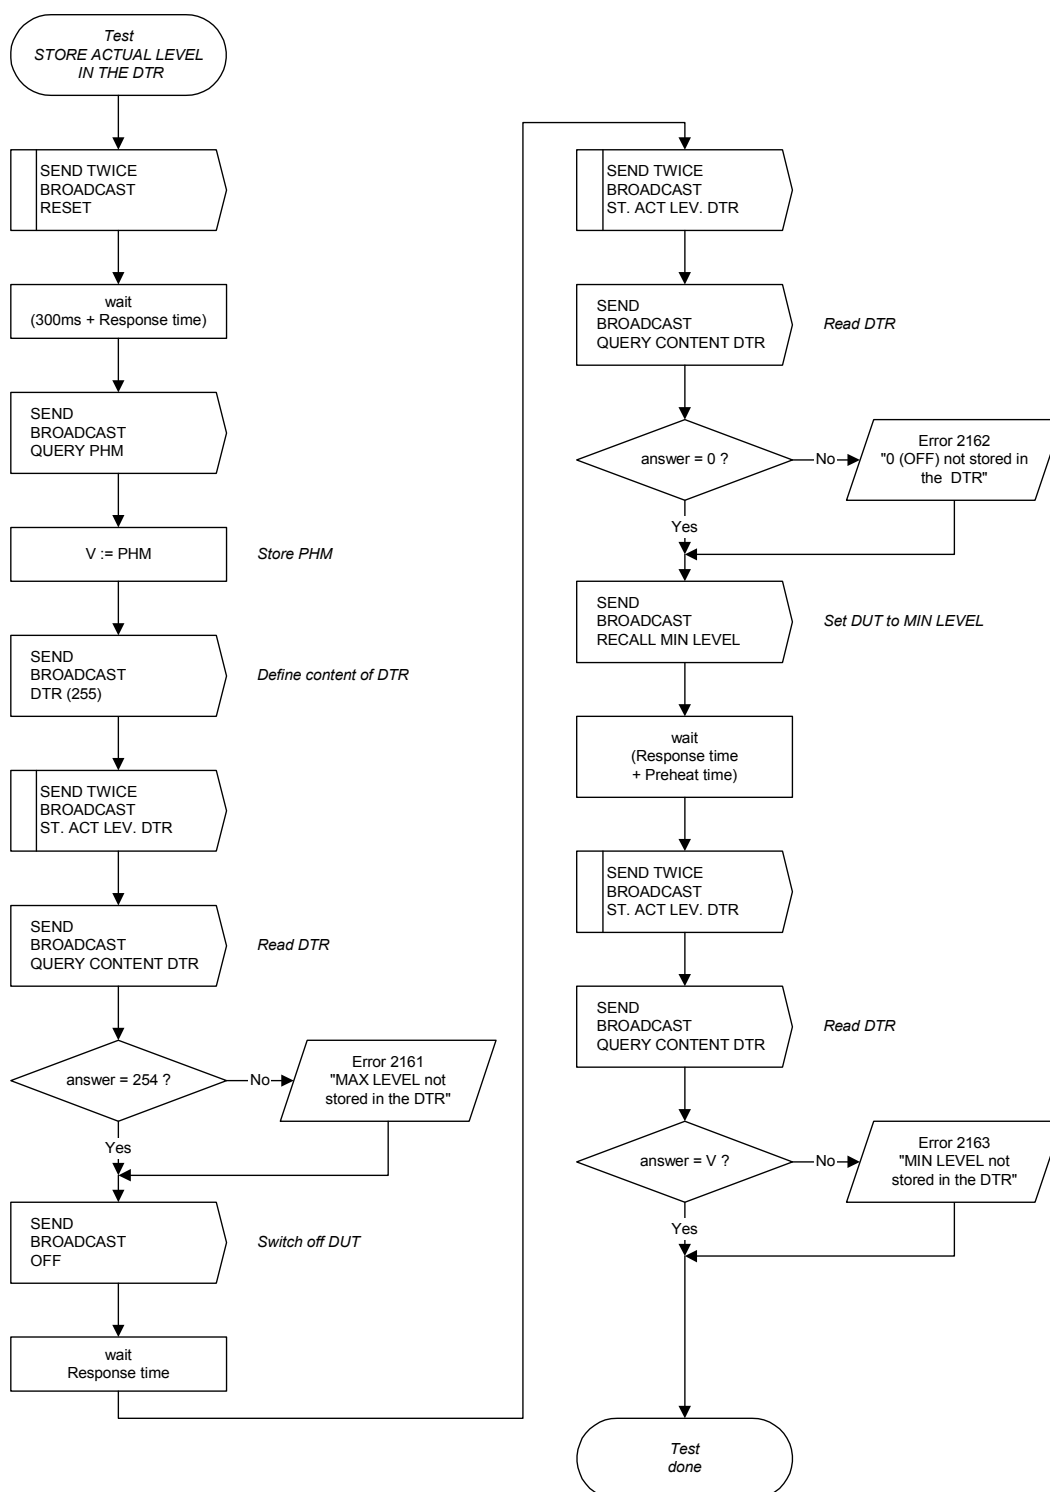 Test
STORE ACTUAL LEVEL
IN THE DTR
SEND TWICE
BROADCAST
RESET
wait
(300ms + Response time)
SEND
BROADCAST
QUERY PHM
V := PHM
Store PHM
SEND
BROADCAST
DTR (255)
Define content of DTR
SEND TWICE
BROADCAST
ST. ACT LEV. DTR
SEND
BROADCAST
QUERY CONTENT DTR
Read DTR
answer = 254 ?
No
Error 2161
"MAX LEVEL not
stored in the DTR"
Yes
SEND
BROADCAST
OFF
Switch off DUT
wait
Response time
SEND TWICE
BROADCAST
ST. ACT LEV. DTR
SEND
BROADCAST
QUERY CONTENT DTR
Read DTR
answer = 0 ?
No
Error 2162
"0 (OFF) not stored in
the DTR"
Yes
SEND
BROADCAST
RECALL MIN LEVEL
Set DUT to MIN LEVEL
wait
(Response time
+ Preheat time)
SEND TWICE
BROADCAST
ST. ACT LEV. DTR
SEND
BROADCAST
QUERY CONTENT DTR
Read DTR
answer = V ?
No
Error 2163
"MIN LEVEL not
stored in the DTR"
Yes
Test
done